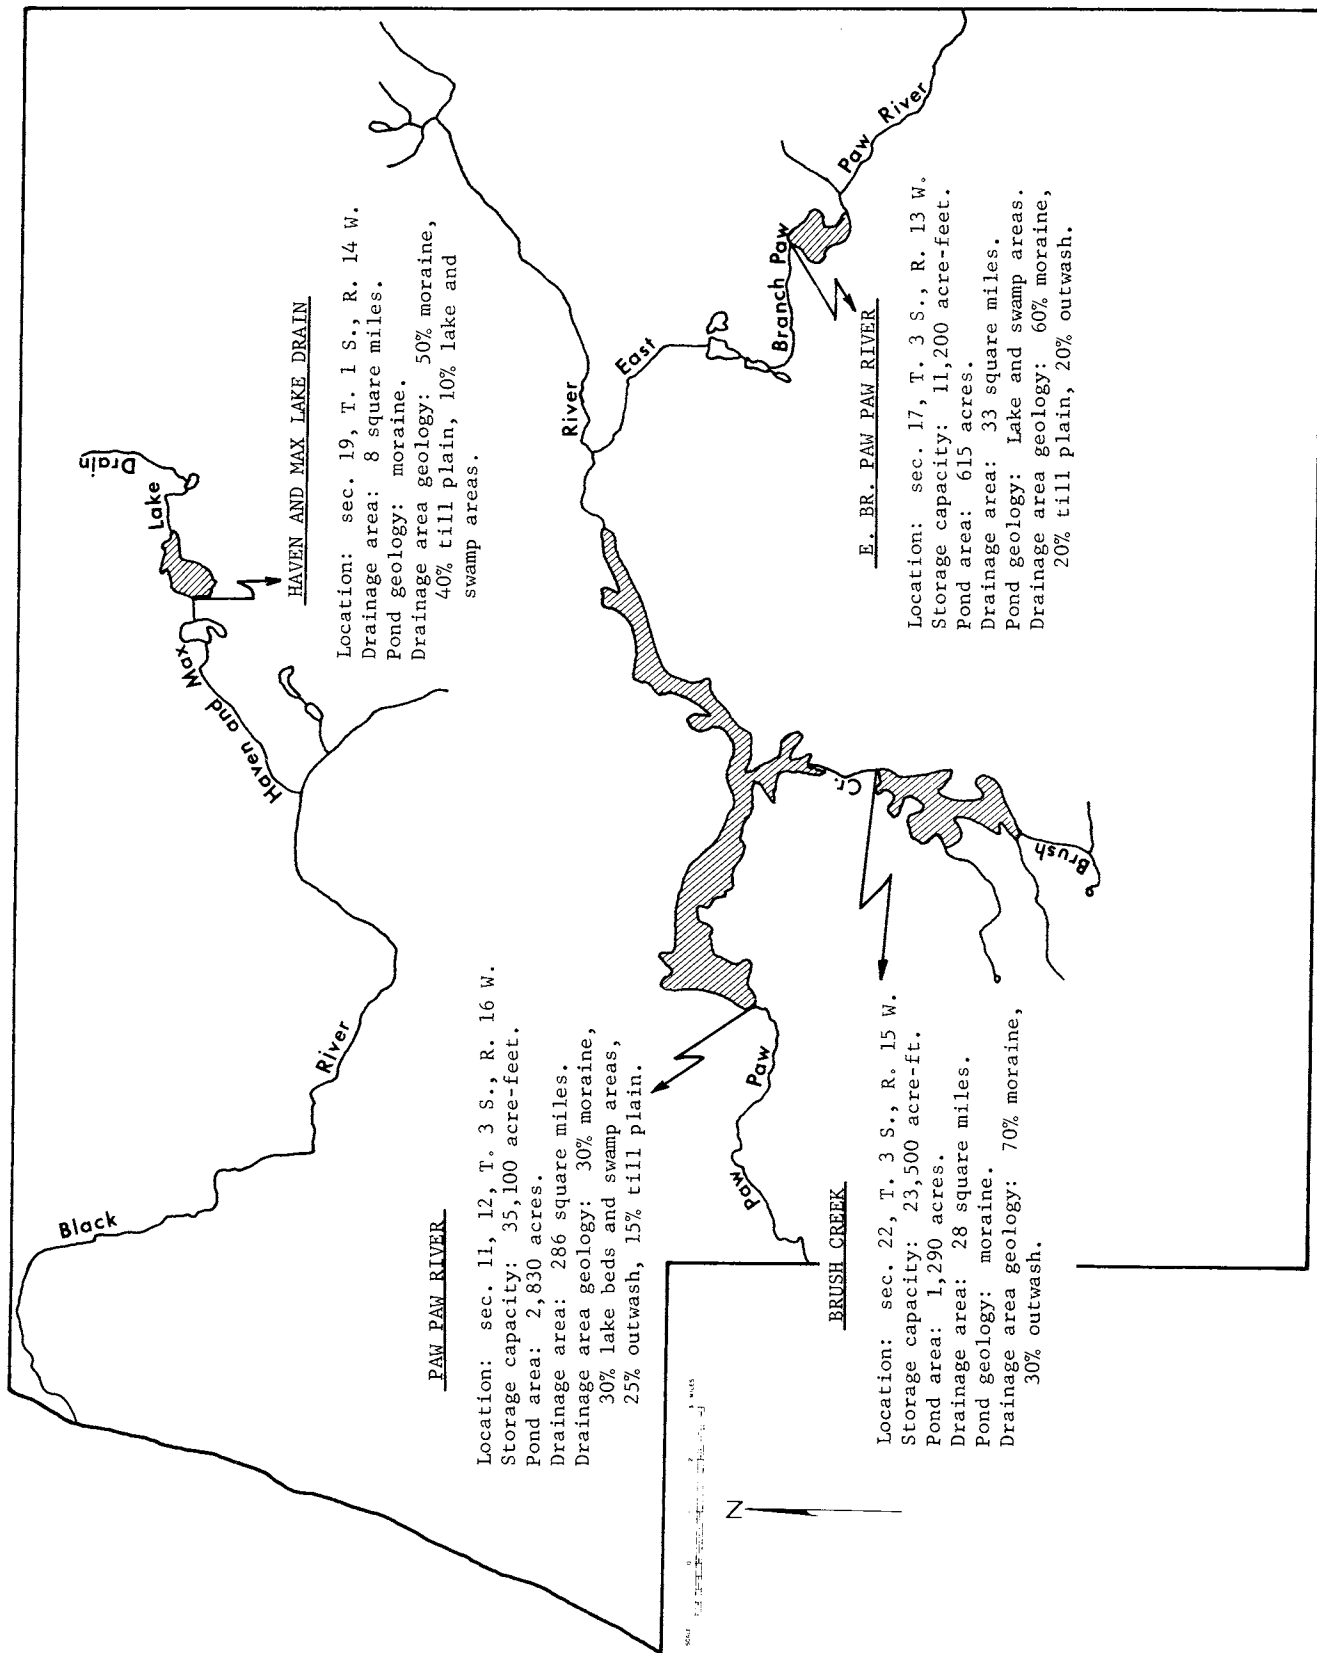 Drain
Lake
Haven and Max
HAVEN AND MAX LAKE DRAIN
Location: sec. 19, T. 1 S., R. 14 W.
Drainage area: 8 square miles.
Pond geology: moraine.
Drainage area geology: 50% moraine,
40% till plain, 10% lake and
swamp areas.
Black
River
PAW PAW RIVER
Location: sec. 11, 12, T. 3 S., R. 16 W.
Storage capacity: 35,100 acre-feet.
Pond area: 2,830 acres.
Drainage area: 286 square miles.
Drainage area geology: 30% moraine,
30% lake beds and swamp areas,
25% outwash, 15% till plain.
Paw
Paw
River
East
Branch Paw
Paw River
E. BR. PAW PAW RIVER
Location: sec. 17, T. 3 S., R. 13 W.
Storage capacity: 11,200 acre-feet.
Pond area: 615 acres.
Drainage area: 33 square miles.
Pond geology: Lake and swamp areas.
Drainage area geology: 60% moraine,
20% till plain, 20% outwash.
Brush
Cr.
BRUSH CREEK
Location: sec. 22, T. 3 S., R. 15 W.
Storage capacity: 23,500 acre-ft.
Pond area: 1,290 acres.
Drainage area: 28 square miles.
Pond geology: moraine.
Drainage area geology: 70% moraine,
30% outwash.
SCALE
MILES
N